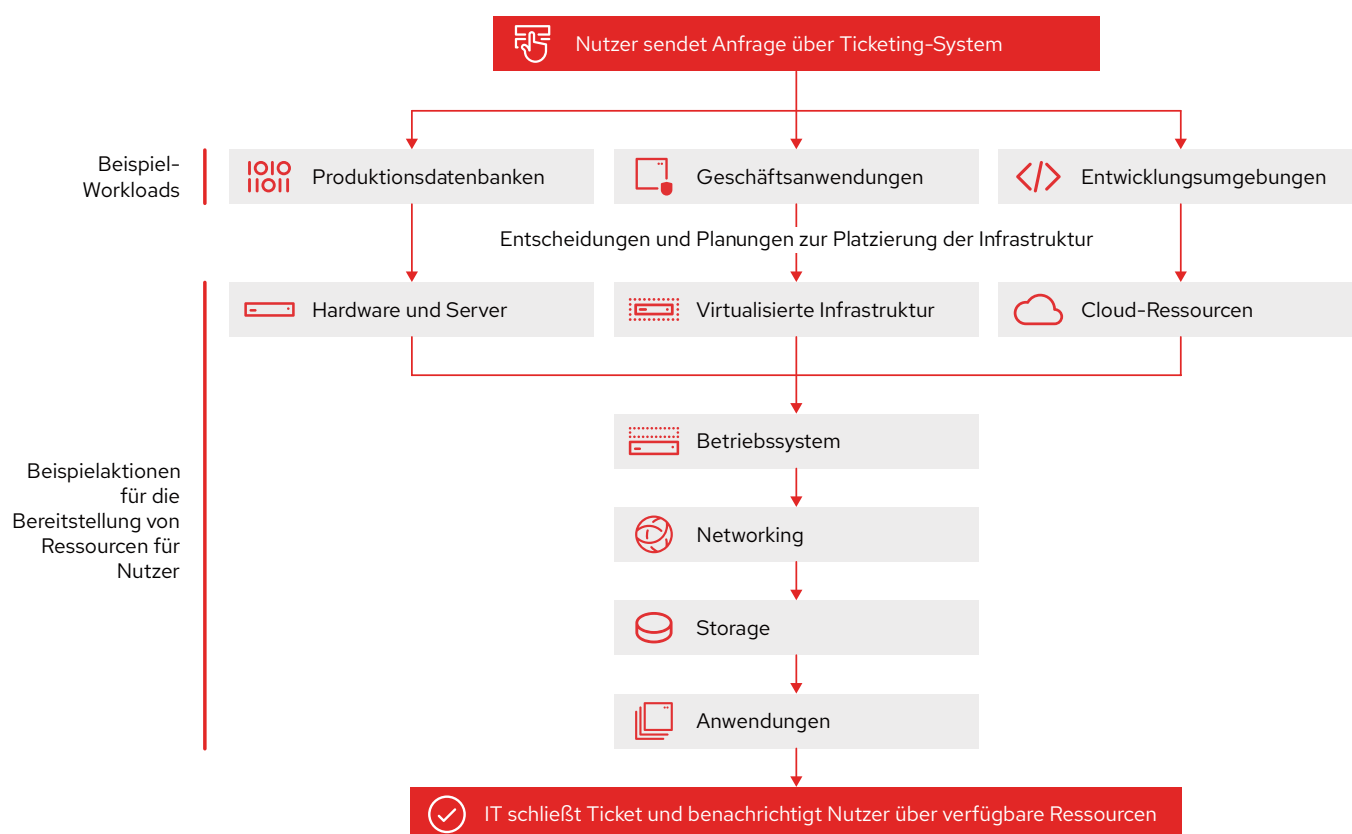 Nutzer sendet Anfrage über Ticketing-System
Beispiel-
Workloads
1010
11011
Produktionsdatenbanken
Geschäftsanwendungen
</>
Entwicklungsumgebungen
Entscheidungen und Planungen zur Platzierung der Infrastruktur
Hardware und Server
Virtualisierte Infrastruktur
Cloud-Ressourcen
Beispielaktionen
für die
Bereitstellung von
Ressourcen für
Nutzer
Betriebssystem
Networking
Storage
Anwendungen
IT schließt Ticket und benachrichtigt Nutzer über verfügbare Ressourcen